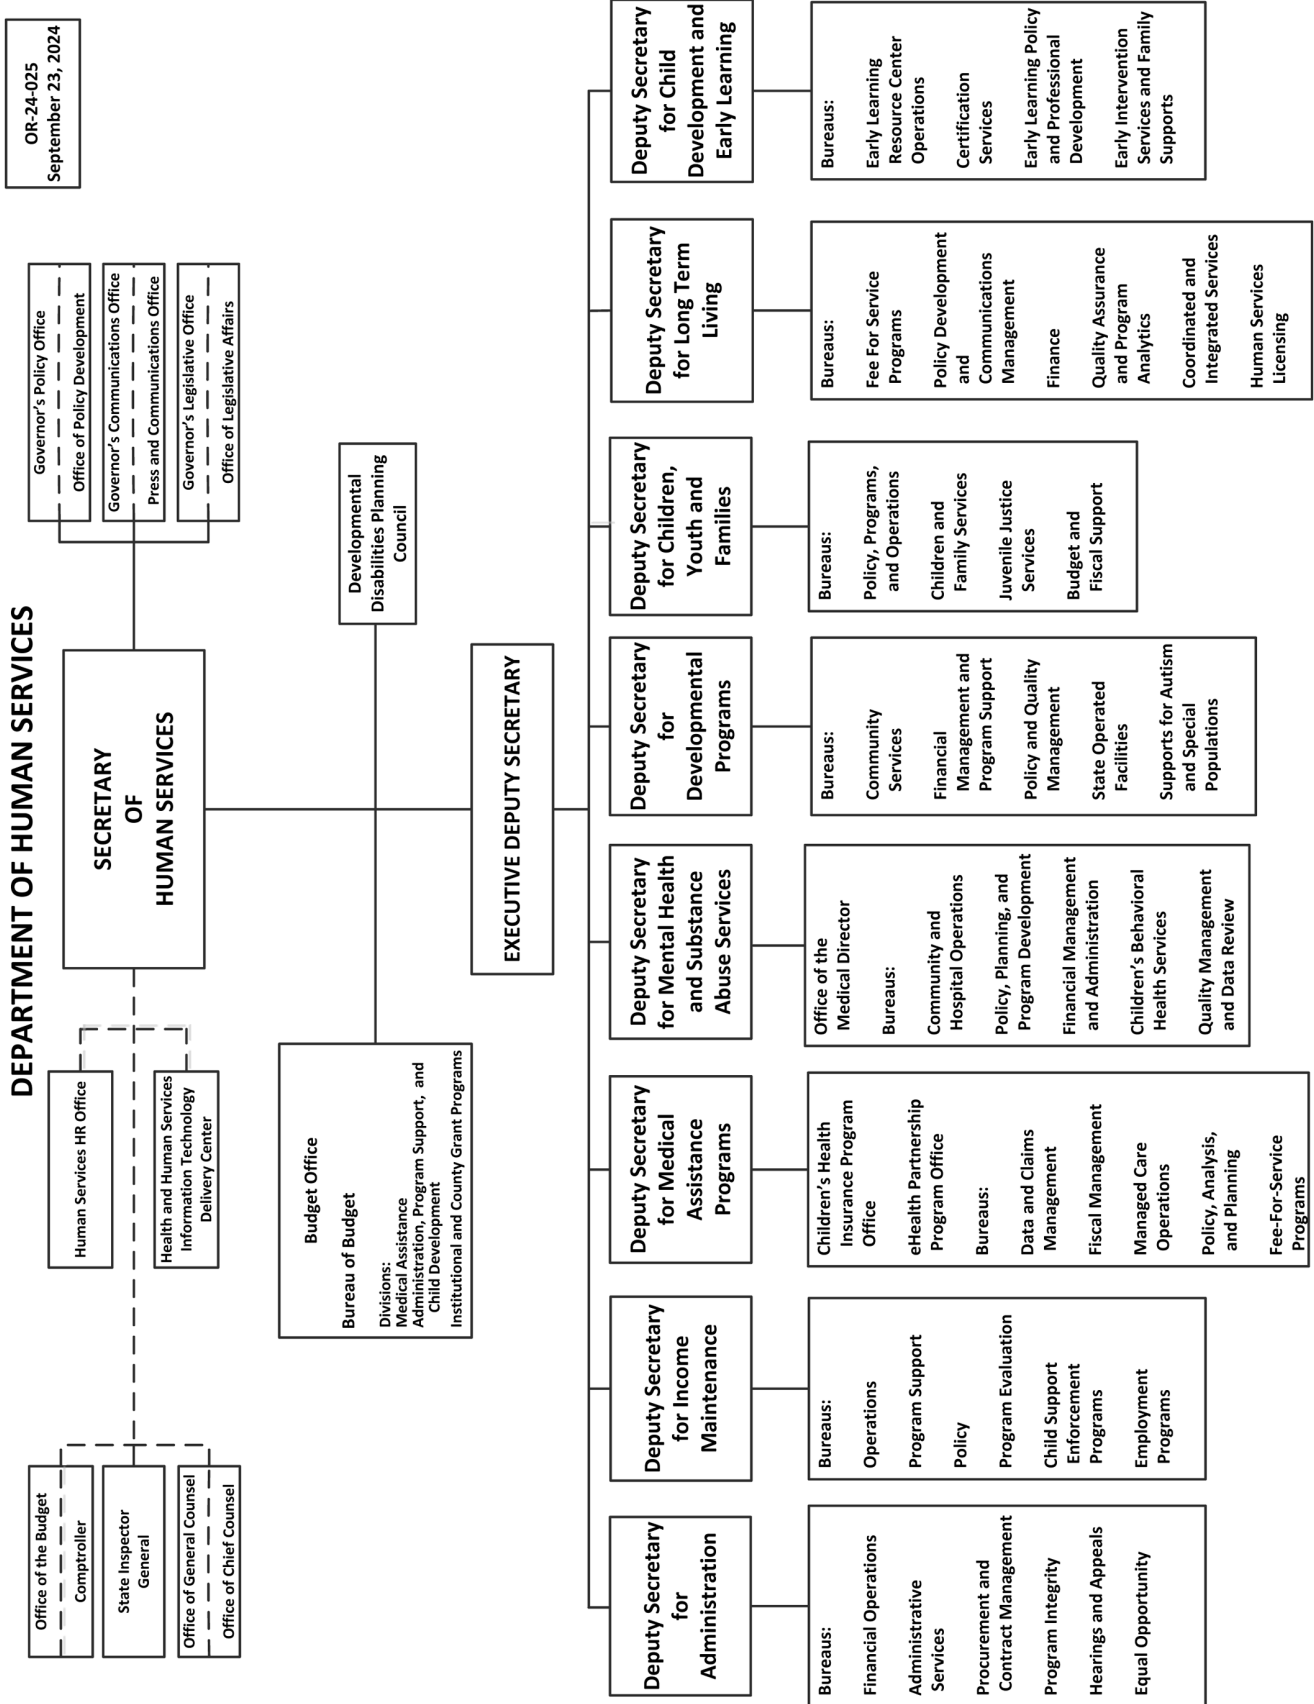 DEPARTMENT OF HUMAN SERVICES
OR-24-025
September 23, 2024
Office of the Budget
Comptroller
State Inspector
General
Office of General Counsel
Office of Chief Counsel
Human Services HR Office
Health and Human Services
Information Technology
Delivery Center
SECRETARY
OF
HUMAN SERVICES
Governor's Policy Office
Office of Policy Development
Governor's Communications Office
Press and Communications Office
Governor's Legislative Office
Office of Legislative Affairs
Budget Office
Bureau of Budget
Divisions:
Medical Assistance
Administration, Program Support, and
Child Development
Institutional and County Grant Programs
Developmental
Disabilities Planning
Council
EXECUTIVE DEPUTY SECRETARY
Deputy Secretary
for
Administration
Bureaus:
Financial Operations
Administrative
Services
Procurement and
Contract Management
Program Integrity
Hearings and Appeals
Equal Opportunity
Deputy Secretary
for Income
Maintenance
Bureaus:
Operations
Program Support
Policy
Program Evaluation
Child Support
Enforcement
Programs
Employment
Programs
Deputy Secretary
for Medical
Assistance
Programs
Children's Health
Insurance Program
Office
eHealth Partnership
Program Office
Bureaus:
Data and Claims
Management
Fiscal Management
Managed Care
Operations
Policy, Analysis,
and Planning
Fee-For-Service
Programs
Deputy Secretary
for Mental Health
and Substance
Abuse Services
Office of the
Medical Director
Bureaus:
Community and
Hospital Operations
Policy, Planning, and
Program Development
Financial Management
and Administration
Children's Behavioral
Health Services
Quality Management
and Data Review
Deputy Secretary
for
Developmental
Programs
Bureaus:
Community
Services
Financial
Management and
Program Support
Policy and Quality
Management
State Operated
Facilities
Supports for Autism
and Special
Populations
Deputy Secretary
for Children,
Youth and
Families
Bureaus:
Policy, Programs,
and Operations
Children and
Family Services
Juvenile Justice
Services
Budget and
Fiscal Support
Deputy Secretary
for Long Term
Living
Bureaus:
Fee For Service
Programs
Policy Development
and
Communications
Management
Finance
Quality Assurance
and Program
Analytics
Coordinated and
Integrated Services
Human Services
Licensing
Deputy Secretary
for Child
Development and
Early Learning
Bureaus:
Early Learning
Resource Center
Operations
Certification
Services
Early Learning Policy
and Professional
Development
Early Intervention
Services and Family
Supports